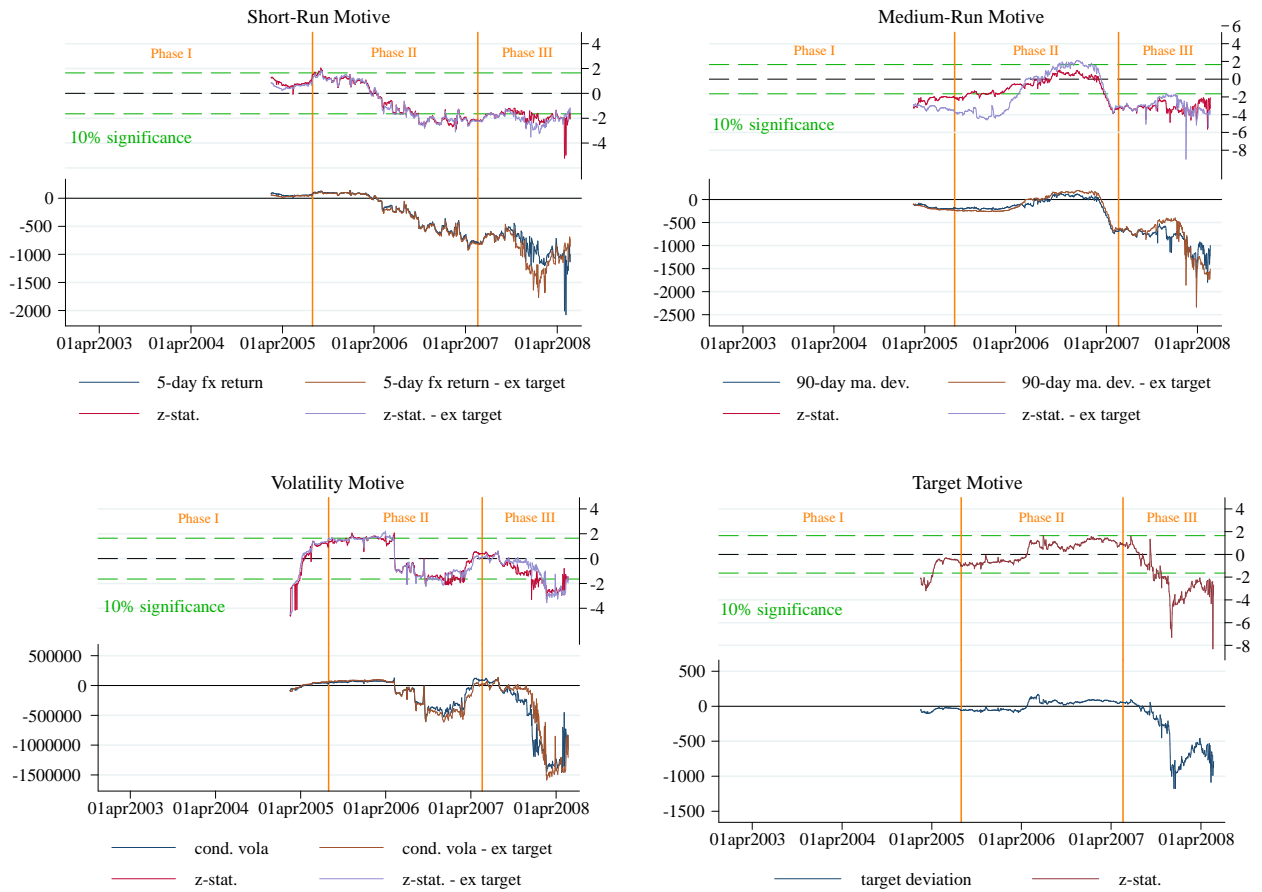 Short-Run Motive
Phase I
Phase II
Phase III
4
2
0
-2
-4
10% significance
0
-500
-1000
-1500
-2000
01apr2003 01apr2004 01apr2005 01apr2006 01apr2007 01apr2008
5-day fx return
5-day fx return - ex target
z-stat.
z-stat. - ex target
Medium-Run Motive
Phase I
Phase II
Phase III
6
4
2
0
-2
-4
-6
-8
10% significance
0
-500
-1000
-1500
-2000
-2500
01apr2003 01apr2004 01apr2005 01apr2006 01apr2007 01apr2008
90-day ma. dev.
90-day ma. dev. - ex target
z-stat.
z-stat. - ex target
Volatility Motive
Phase I
Phase II
Phase III
4
2
0
-2
-4
10% significance
500000
0
-500000
-1000000
-1500000
01apr2003 01apr2004 01apr2005 01apr2006 01apr2007 01apr2008
cond. vola
cond. vola - ex target
z-stat.
z-stat. - ex target
Target Motive
Phase I
Phase II
Phase III
4
2
0
-2
-4
-6
-8
10% significance
500
0
-500
-1000
-1500
01apr2003 01apr2004 01apr2005 01apr2006 01apr2007 01apr2008
target deviation
z-stat.